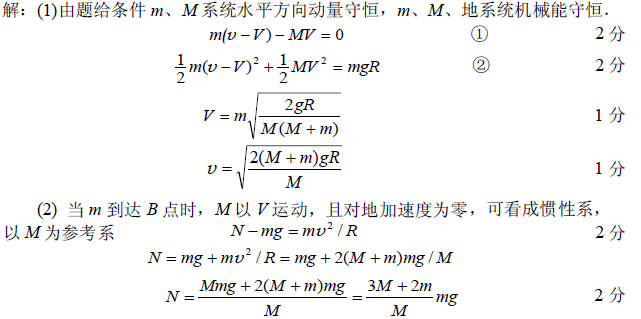 解：(1)由题给条件 m、M 系统水平方向动量守恒，m、M、地系统机械能守恒．
m(υ − V) − MV = 0 ① 2 分
1/2 m(υ − V)² + 1/2 MV² = mgR ② 2 分
V = m√(2gR / M(M + m)) 1 分
υ = √(2(M + m)gR / M) 1 分
(2) 当 m 到达 B 点时，M 以 V 运动，且对地加速度为零，可看成惯性系，
以 M 为参考系 N − mg = mυ² / R 2 分
N = mg + mυ² / R = mg + 2(M + m)mg / M
N = (Mmg + 2(M + m)mg) / M = (3M + 2m) / M mg 2 分